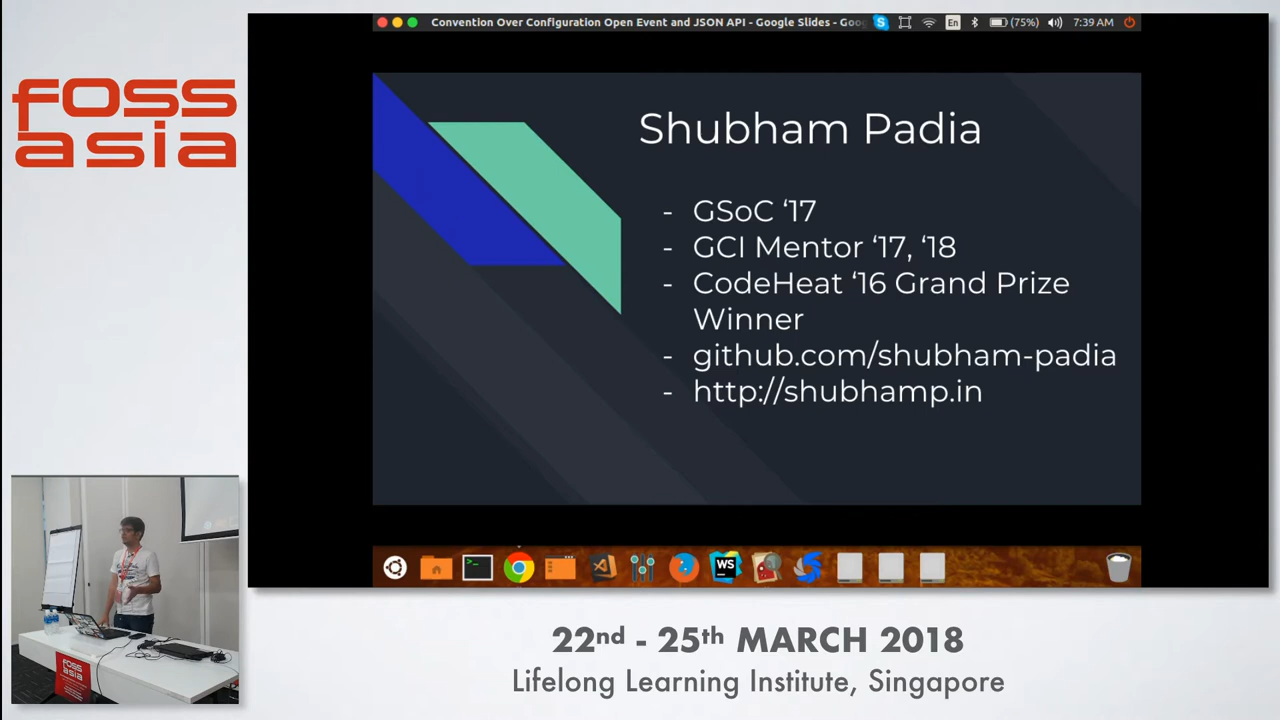 foss
asia
Convention Over Configuration Open Event and JSON API - Google Slides - Goo
En
(75%)
7:39 AM
Shubham Padia
- GSoC ‘17
- GCI Mentor ‘17, ‘18
- CodeHeat ‘16 Grand Prize
Winner
- github.com/shubham-padia
- http://shubhamp.in
>_
WS
foss
asia
22nd - 25th MARCH 2018
Lifelong Learning Institute, Singapore